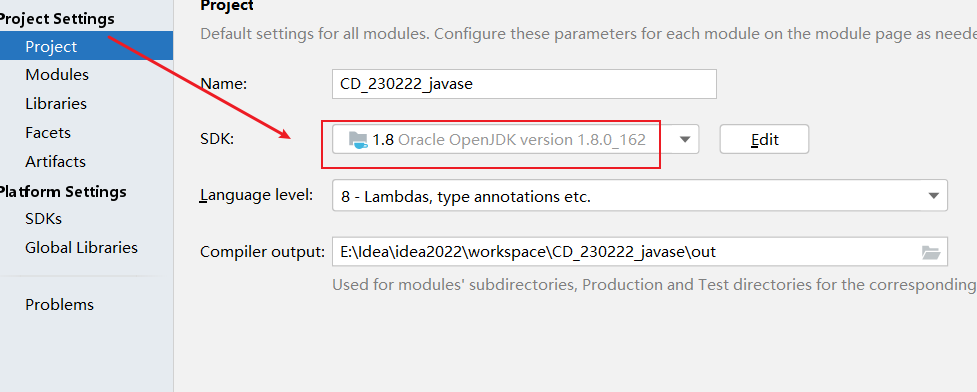 Project Settings
Project
Modules
Libraries
Facets
Artifacts
Platform Settings
SDKs
Global Libraries
Problems
Project
Default settings for all modules. Configure these parameters for each module on the module page as neede
Name: CD_230222_javase
SDK: 1.8 Oracle OpenJDK version 1.8.0_162 Edit
Language level: 8 - Lambdas, type annotations etc.
Compiler output: E:\Idea\idea2022\workspace\CD_230222_javase\out
Used for modules' subdirectories, Production and Test directories for the corresponding